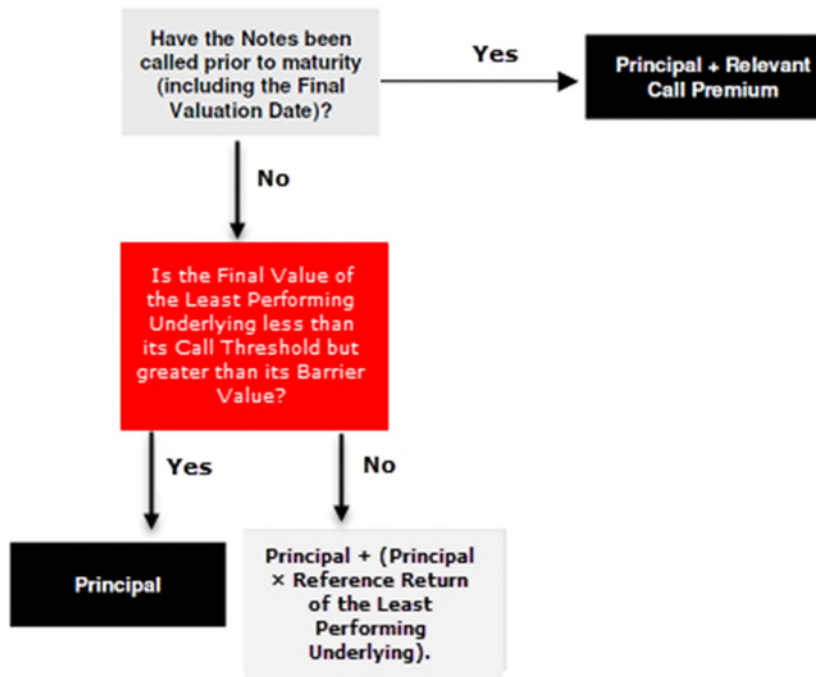 Have the Notes been
called prior to maturity
(including the Final
Valuation Date)?
Yes
Principal + Relevant
Call Premium
No
Is the Final Value of
the Least Performing
Underlying less than
its Call Threshold but
greater than its Barrier
Value?
Yes
No
Principal
Principal + (Principal
× Reference Return
of the Least
Performing
Underlying).